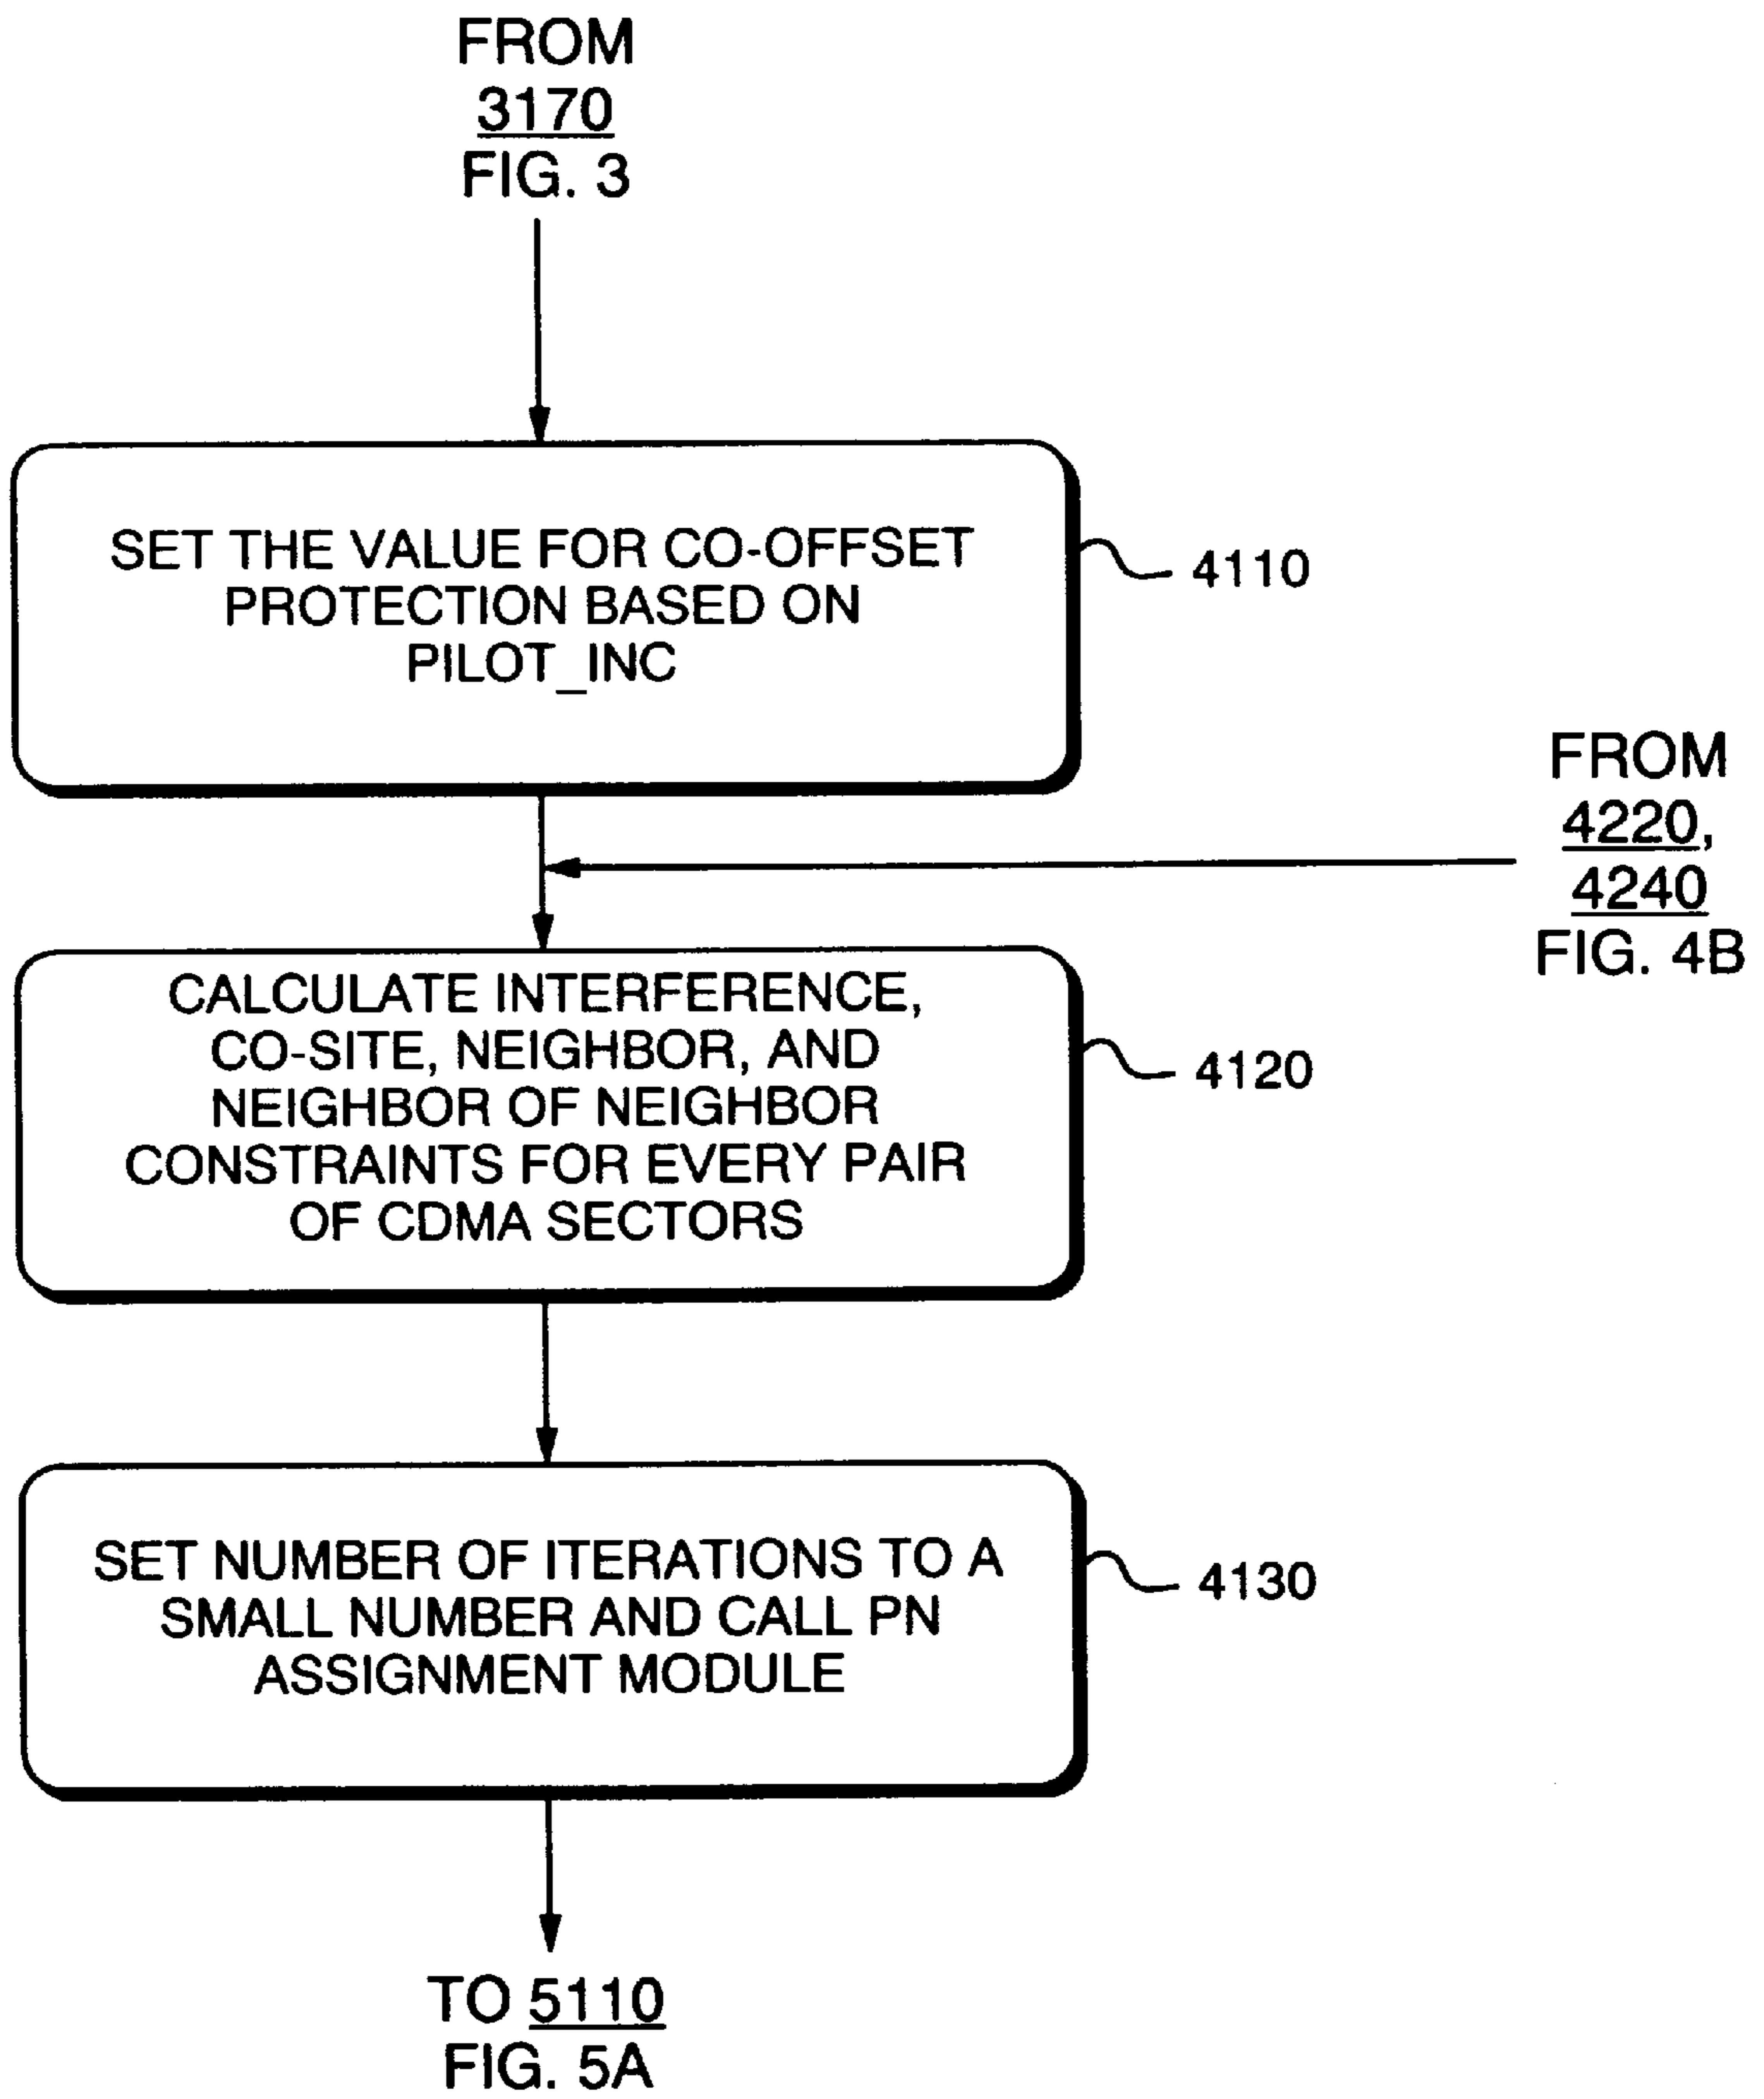 FROM
3170
FIG. 3
SET THE VALUE FOR CO-OFFSET
PROTECTION BASED ON
PILOT_INC
4110
FROM
4220,
4240
FIG. 4B
CALCULATE INTERFERENCE,
CO-SITE, NEIGHBOR, AND
NEIGHBOR OF NEIGHBOR
CONSTRAINTS FOR EVERY PAIR
OF CDMA SECTORS
4120
SET NUMBER OF ITERATIONS TO A
SMALL NUMBER AND CALL PN
ASSIGNMENT MODULE
4130
TO 5110
FIG. 5A